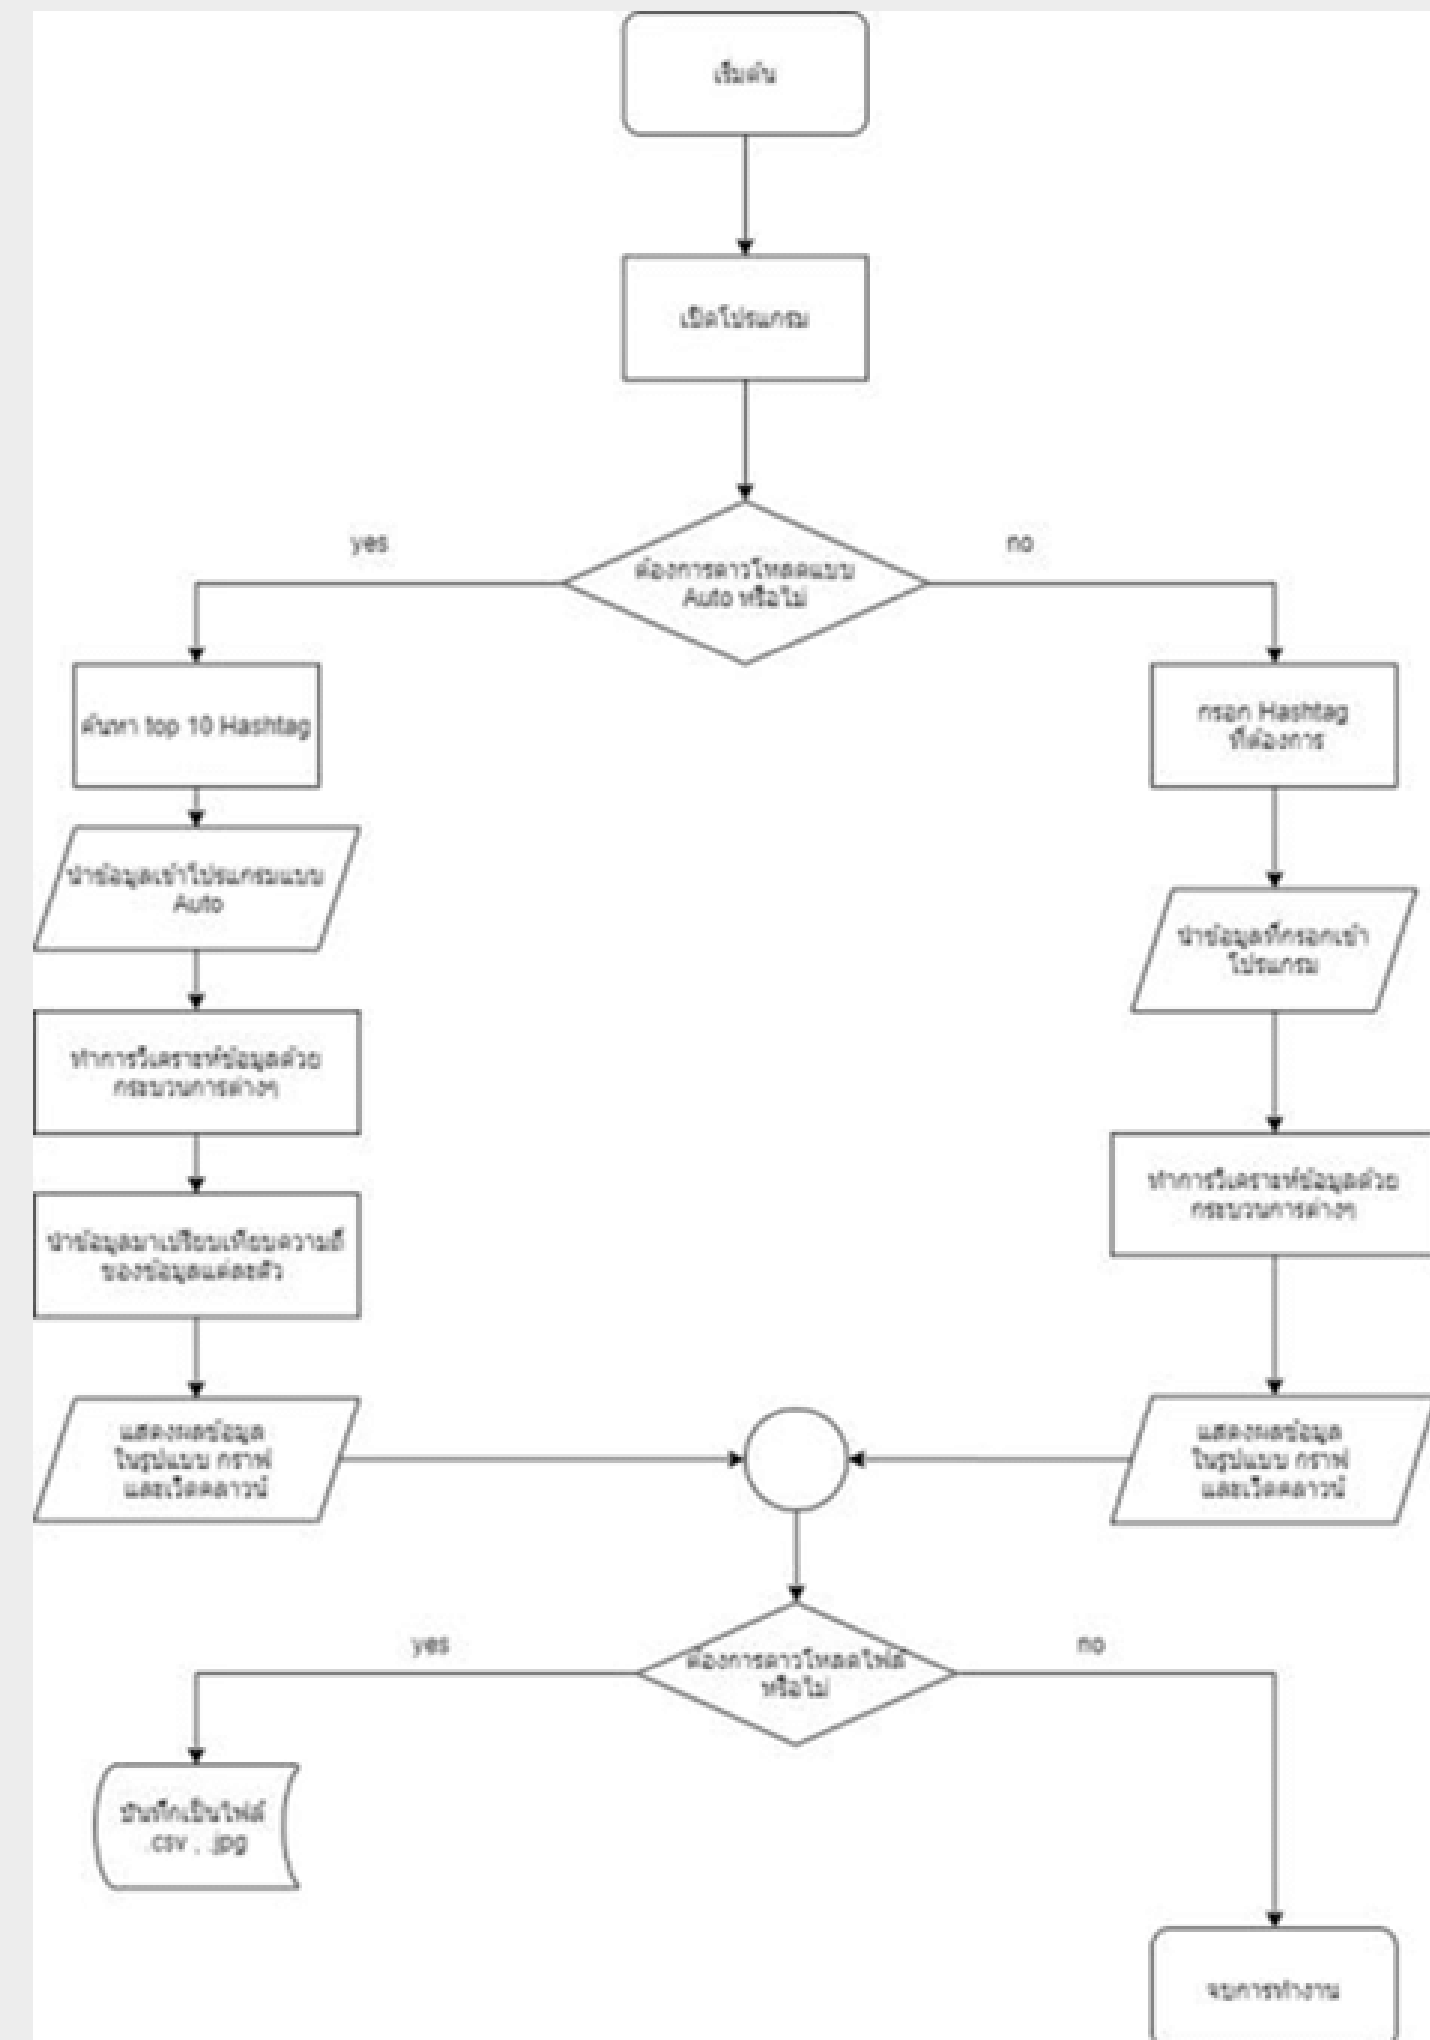 เริ่มต้น
เปิดโปรแกรม
yes
no
ต้องการดาวโหลดแบบ
Auto หรือไม่
ค้นหา top 10 Hashtag
กรอก Hashtag
ที่ต้องการ
นำข้อมูลเข้าโปรแกรมแบบ
Auto
นำข้อมูลที่กรอกเข้า
โปรแกรม
ทำการวิเคราะห์ข้อมูลด้วย
กระบวนการต่างๆ
ทำการวิเคราะห์ข้อมูลด้วย
กระบวนการต่างๆ
นำข้อมูลมาเปรียบเทียบความถี่
ของข้อมูลแต่ละตัว
แสดงผลข้อมูล
ในรูปแบบ กราฟ
และเวิดคลาวน์
แสดงผลข้อมูล
ในรูปแบบ กราฟ
และเวิดคลาวน์
yes
no
ต้องการดาวโหลดไฟล์
หรือไม่
บันทึกเป็นไฟล์
.csv , .jpg
จบการทำงาน